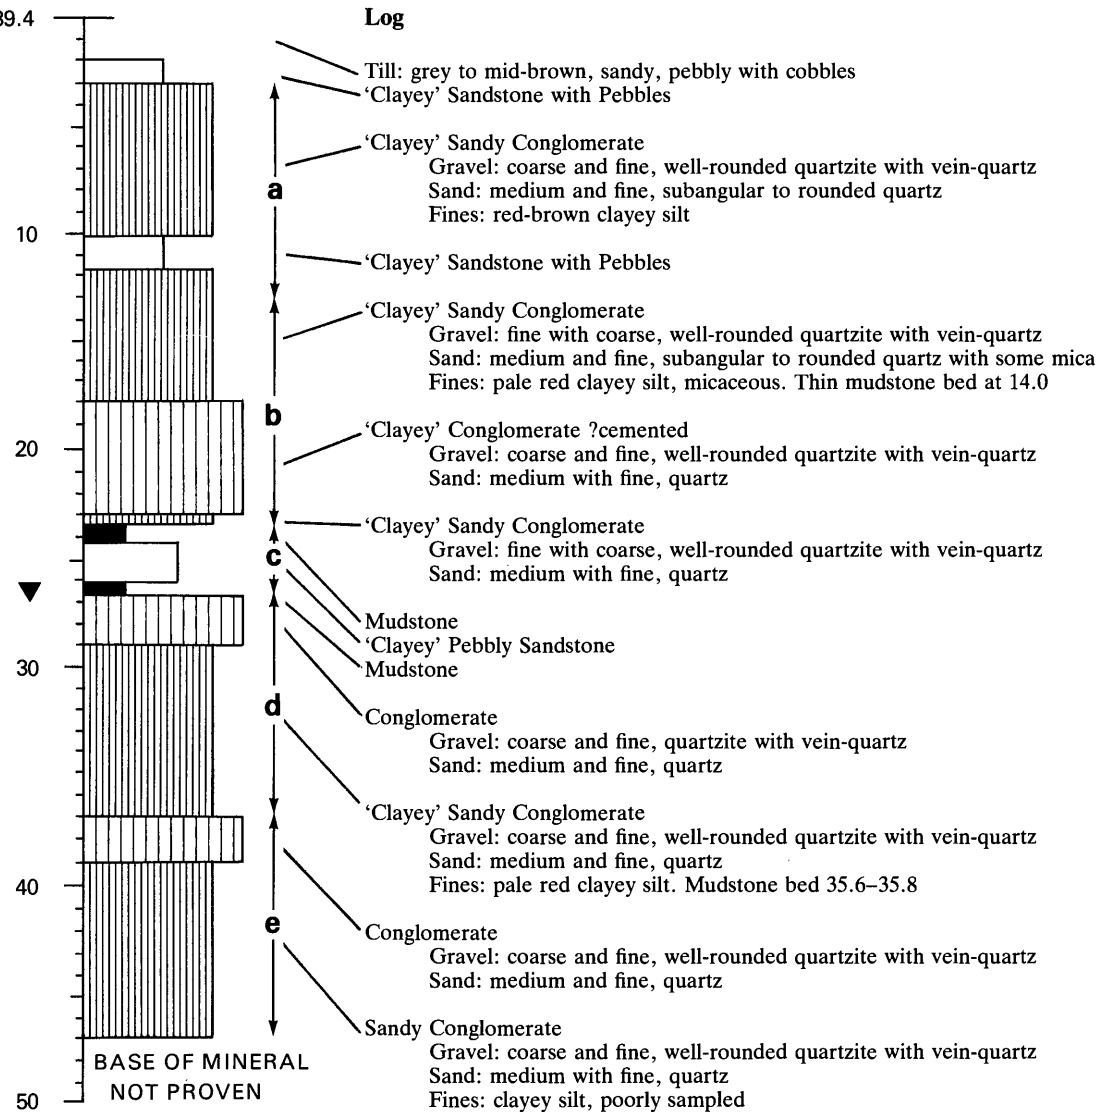 39.4
Log
Till: grey to mid-brown, sandy, pebbly with cobbles
‘Clayey’ Sandstone with Pebbles
‘Clayey’ Sandy Conglomerate
Gravel: coarse and fine, well-rounded quartzite with vein-quartz
a
Sand: medium and fine, subangular to rounded quartz
Fines: red-brown clayey silt
10
‘Clayey’ Sandstone with Pebbles
‘Clayey’ Sandy Conglomerate
Gravel: fine with coarse, well-rounded quartzite with vein-quartz
Sand: medium and fine, subangular to rounded quartz with some mica
Fines: pale red clayey silt, micaceous. Thin mudstone bed at 14.0
b
‘Clayey’ Conglomerate ?cemented
20
Gravel: coarse and fine, well-rounded quartzite with vein-quartz
Sand: medium with fine, quartz
‘Clayey’ Sandy Conglomerate
Gravel: fine with coarse, well-rounded quartzite with vein-quartz
c
Sand: medium with fine, quartz
Mudstone
‘Clayey’ Pebbly Sandstone
30
Mudstone
d
Conglomerate
Gravel: coarse and fine, quartzite with vein-quartz
Sand: medium and fine, quartz
‘Clayey’ Sandy Conglomerate
Gravel: coarse and fine, well-rounded quartzite with vein-quartz
Sand: medium and fine, quartz
40
Fines: pale red clayey silt. Mudstone bed 35.6–35.8
e
Conglomerate
Gravel: coarse and fine, well-rounded quartzite with vein-quartz
Sand: medium and fine, quartz
Sandy Conglomerate
Gravel: coarse and fine, well-rounded quartzite with vein-quartz
Sand: medium with fine, quartz
Fines: clayey silt, poorly sampled
BASE OF MINERAL
NOT PROVEN
50